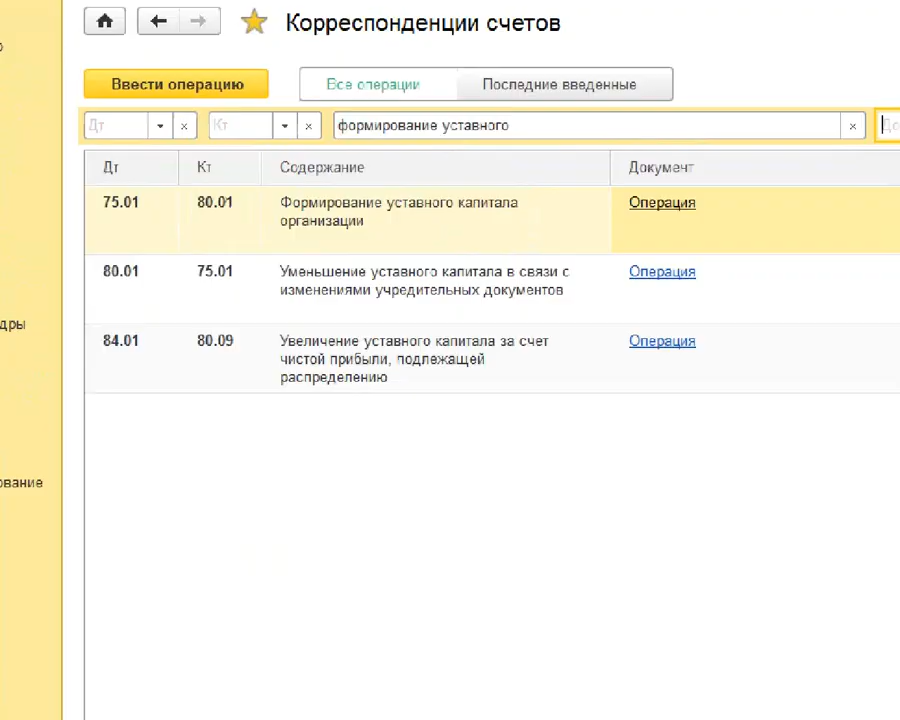 Корреспонденции счетов
Ввести операцию Все операции Последние введенные
Дт Кт формирование уставного
Дт Кт Содержание Документ
75.01 80.01 Формирование уставного капитала Операция
организации
80.01 75.01 Уменьшение уставного капитала в связи с Операция
изменениями учредительных документов
дры
84.01 80.09 Увеличение уставного капитала за счет Операция
чистой прибыли, подлежащей
распределению
ование